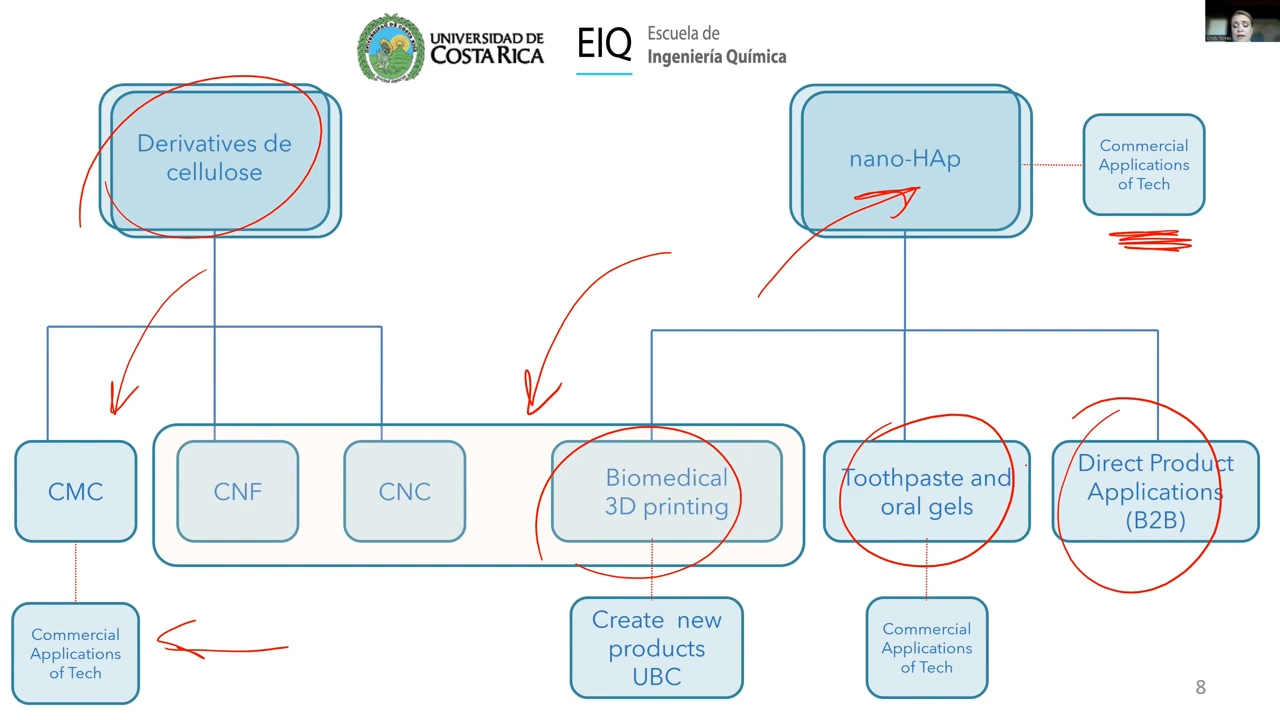 UNIVERSIDAD DE
COSTA RICA
EIQ
Escuela de
Ingeniería Química
Derivatives de
cellulose
nano-HAp
Commercial
Applications
of Tech
CMC
CNF
CNC
Biomedical
3D printing
Toothpaste and
oral gels
Direct Product
Applications
(B2B)
Commercial
Applications
of Tech
Create new
products
UBC
Commercial
Applications
of Tech
8